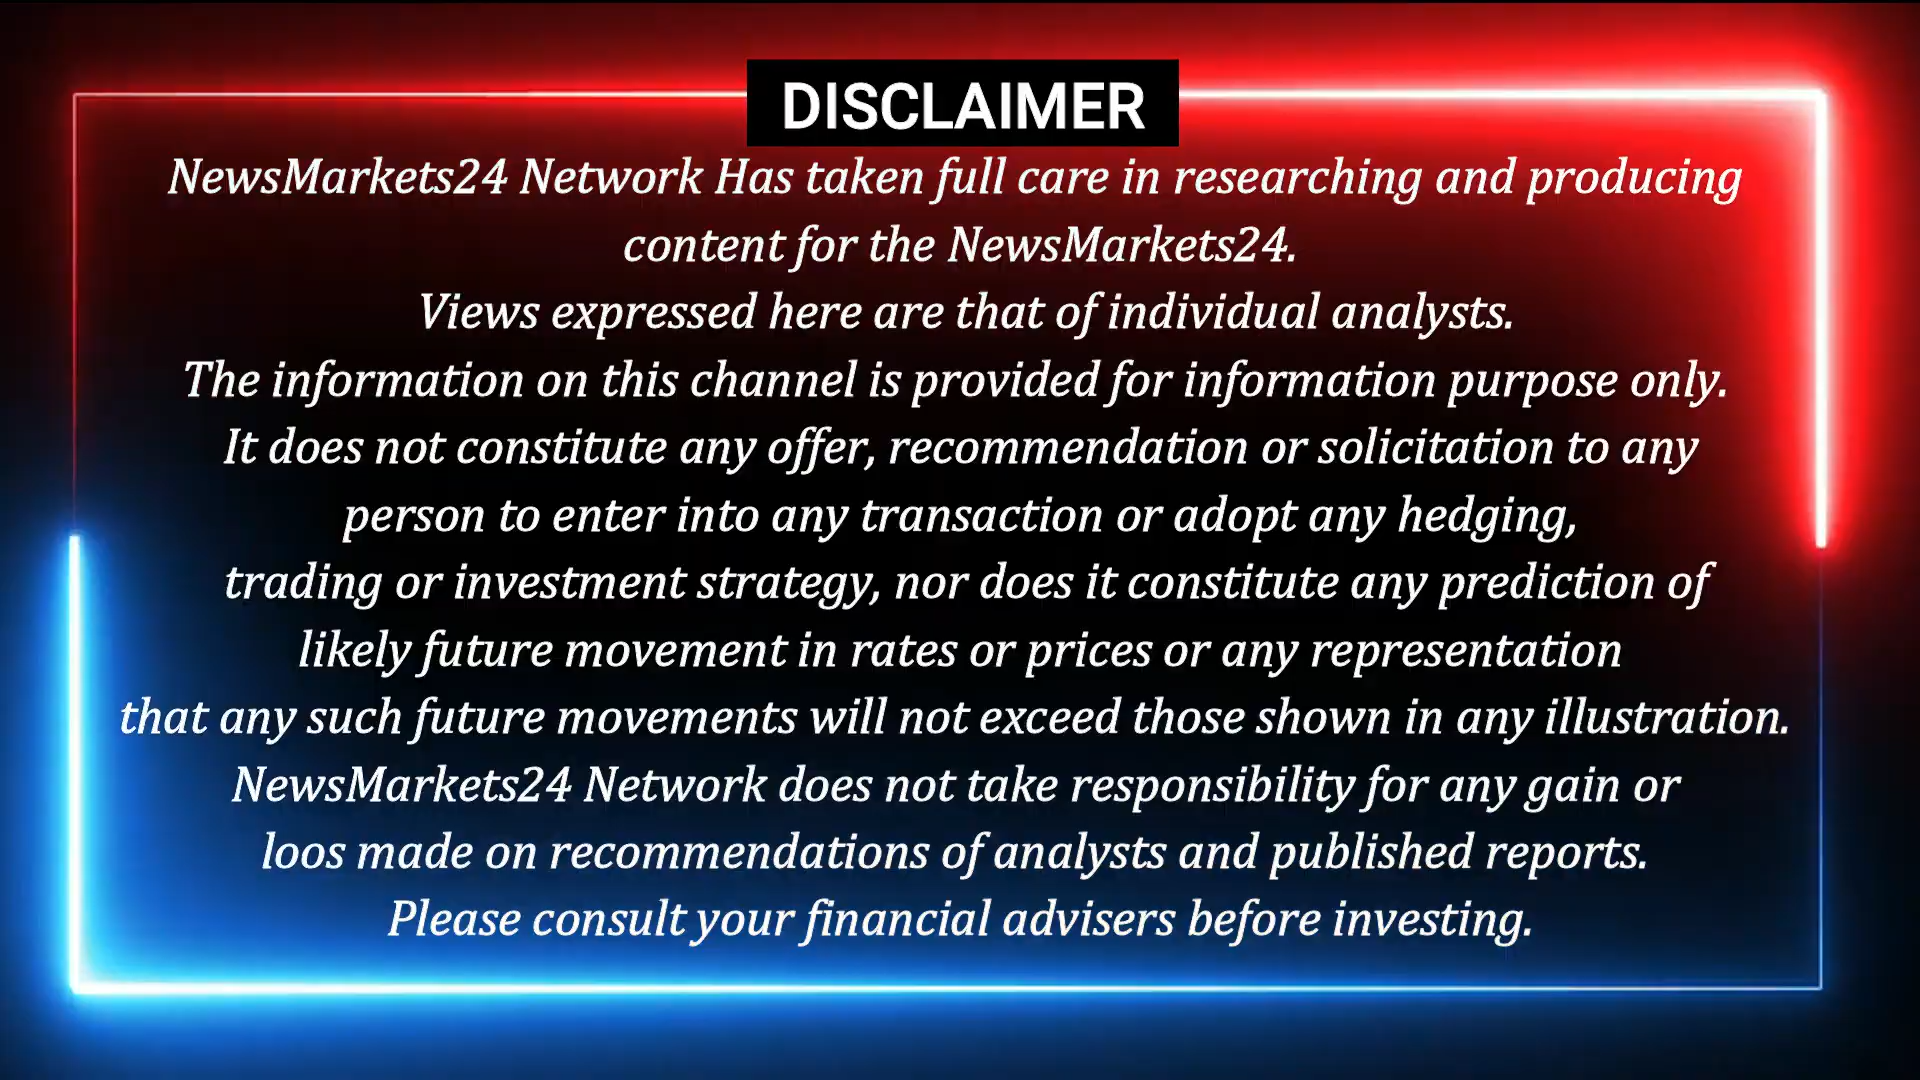 DISCLAIMER
NewsMarkets24 Network Has taken full care in researching and producing
content for the NewsMarkets24.
Views expressed here are that of individual analysts.
The information on this channel is provided for information purpose only.
It does not constitute any offer, recommendation or solicitation to any
person to enter into any transaction or adopt any hedging,
trading or investment strategy, nor does it constitute any prediction of
likely future movement in rates or prices or any representation
that any such future movements will not exceed those shown in any illustration.
NewsMarkets24 Network does not take responsibility for any gain or
loos made on recommendations of analysts and published reports.
Please consult your financial advisers before investing.